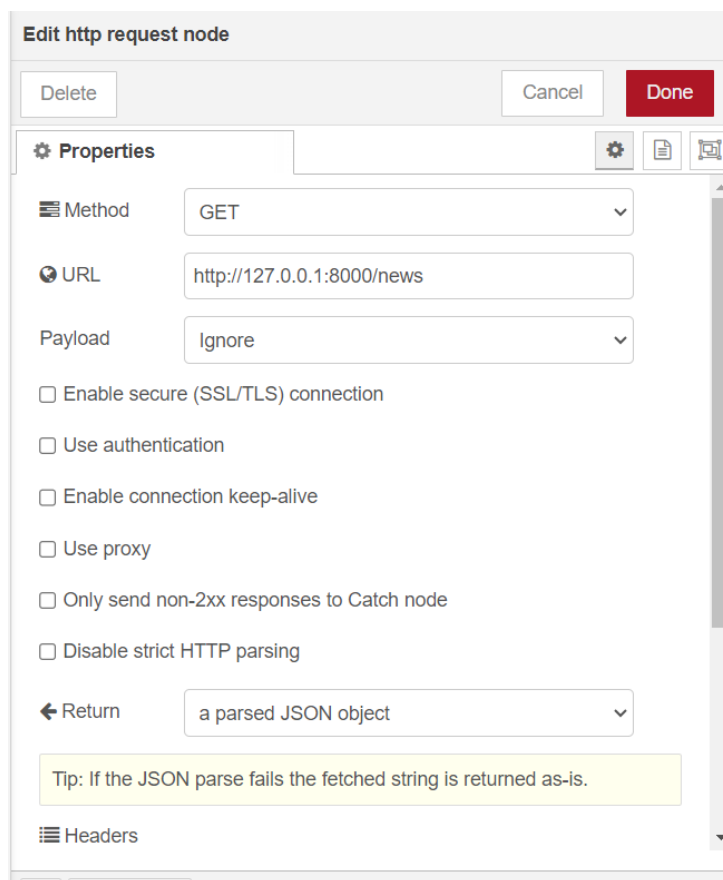 Edit http request node
Delete
Cancel
Done
Properties
Method
GET
URL
http://127.0.0.1:8000/news
Payload
Ignore
Enable secure (SSL/TLS) connection
Use authentication
Enable connection keep-alive
Use proxy
Only send non-2xx responses to Catch node
Disable strict HTTP parsing
Return
a parsed JSON object
Tip: If the JSON parse fails the fetched string is returned as-is.
Headers